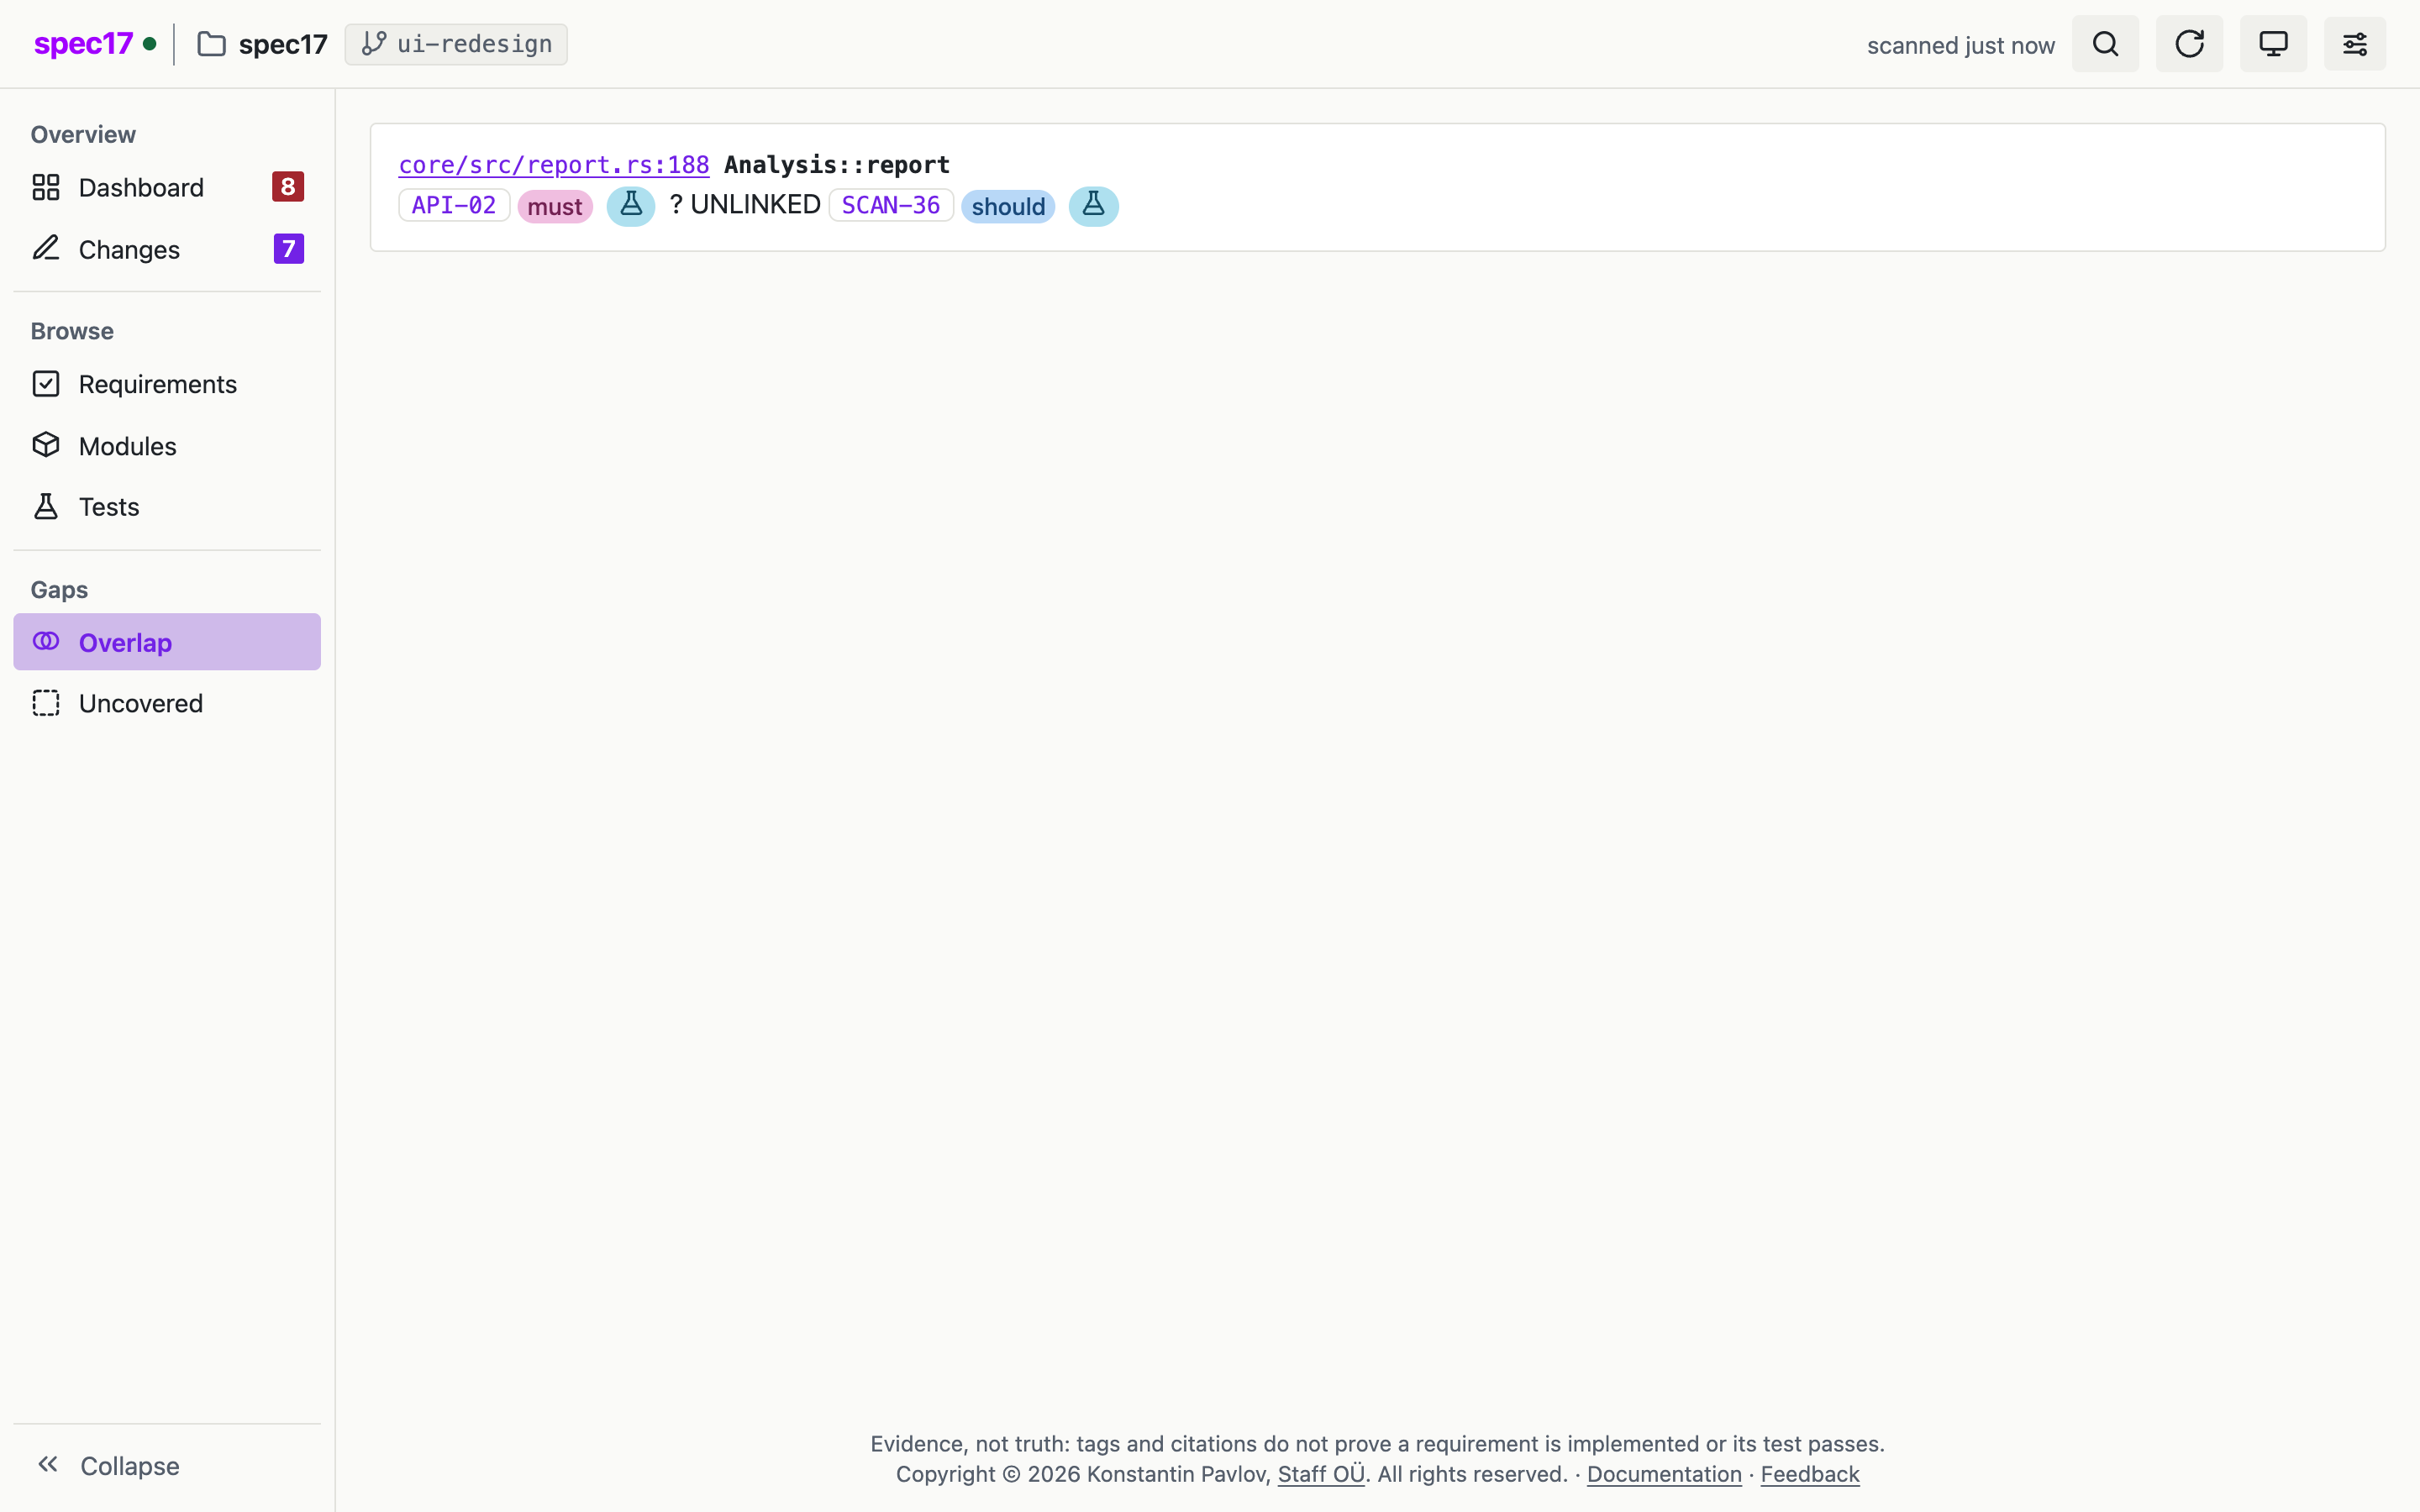 spec17 spec17 ui-redesign scanned just now
Overview
Dashboard 8
Changes 7
Browse
Requirements
Modules
Tests
Gaps
Overlap
Uncovered
Collapse
core/src/report.rs:188 Analysis::report
API-02 must ? UNLINKED SCAN-36 should
Evidence, not truth: tags and citations do not prove a requirement is implemented or its test passes.
Copyright © 2026 Konstantin Pavlov, Staff OÜ. All rights reserved. · Documentation · Feedback